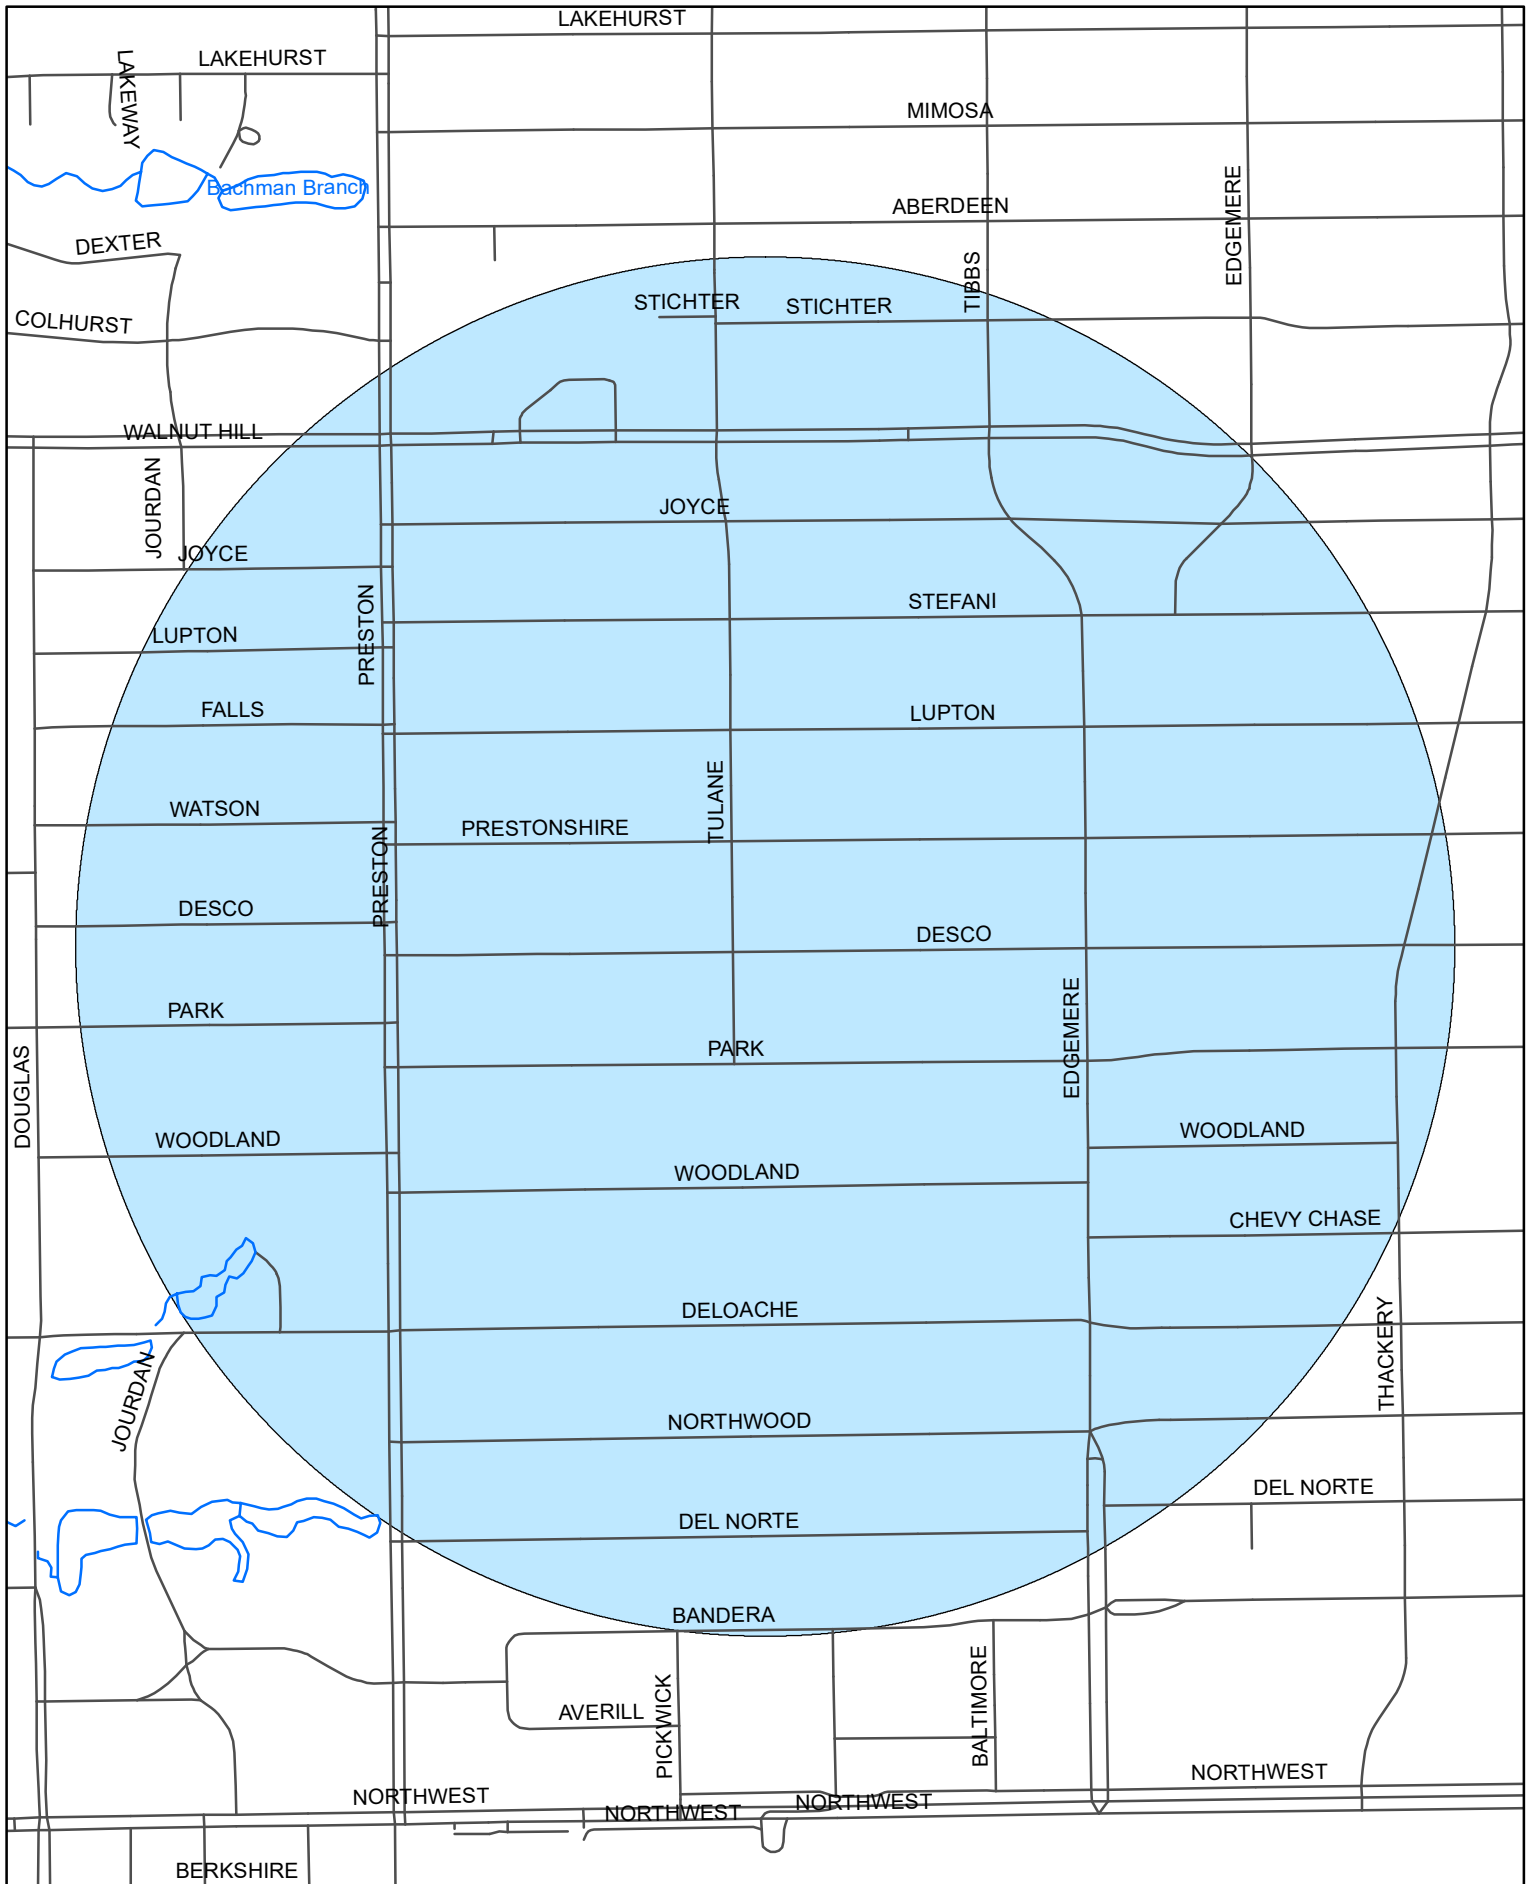 LAKEHURST
LAKEHURST
LAKEWAY
MIMOSA
Bachman Branch
ABERDEEN
EDGEMERE
DEXTER
TIBBS
STICHTER
STICHTER
COLHURST
WALNUT HILL
JOURDAN
JOYCE
JOYCE
STEFANI
PRESTON
LUPTON
FALLS
LUPTON
TULANE
WATSON
PRESTONSHIRE
PRESTON
DESCO
DESCO
PARK
EDGEMERE
PARK
DOUGLAS
WOODLAND
WOODLAND
WOODLAND
CHEVY CHASE
DELOACHE
THACKERY
JOURDAN
NORTHWOOD
DEL NORTE
DEL NORTE
BANDERA
PICKWICK
BALTIMORE
AVERILL
NORTHWEST
NORTHWEST
NORTHWEST
NORTHWEST
BERKSHIRE